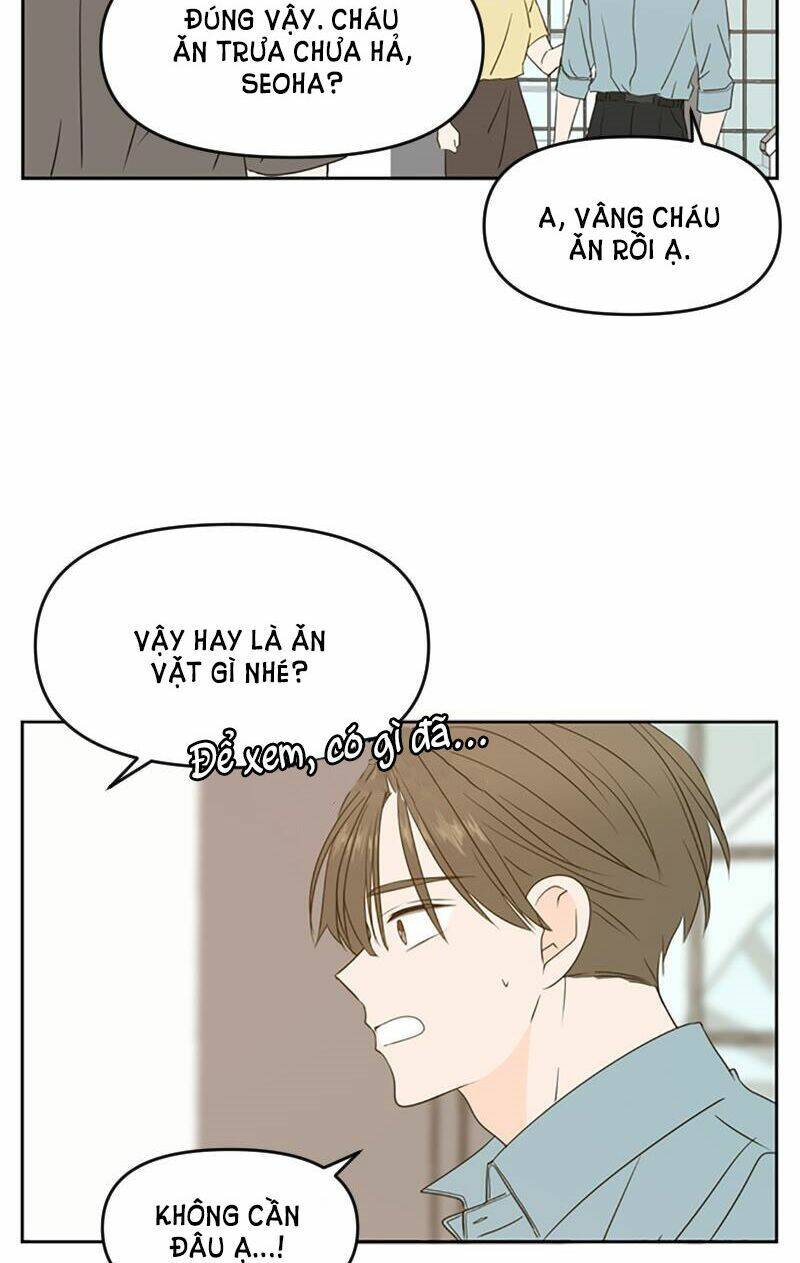 ĐÚNG VẬY. CHÁU
ĂN TRƯA CHƯA HẢ,
SEOHA?
A, VÂNG CHÁU
ĂN RỒI Ạ.
VẬY HAY LÀ ĂN
VẶT GÌ NHÉ?
Để xem, có gì đã...
KHÔNG CẦN
ĐÂU Ạ...!